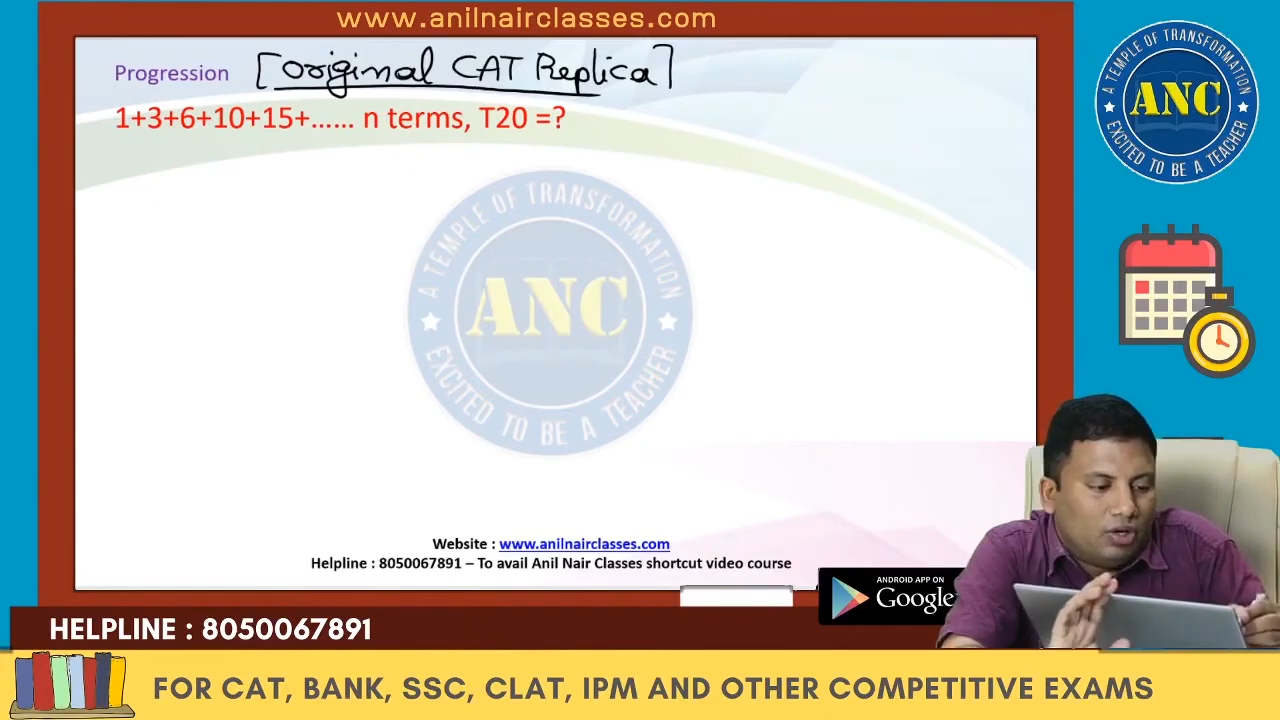 www.anilnairclasses.com
Progression [original CAT Replica]
1+3+6+10+15+...... n terms, T20 =?
A TEMPLE OF TRANSFORMATION
ANC
EXCITED TO BE A TEACHER
A TEMPLE OF TRANSFORMATION
ANC
EXCITED TO BE A TEACHER
Website : www.anilnairclasses.com
Helpline : 8050067891 – To avail Anil Nair Classes shortcut video course
ANDROID APP ON
Google
HELPLINE : 8050067891
FOR CAT, BANK, SSC, CLAT, IPM AND OTHER COMPETITIVE EXAMS